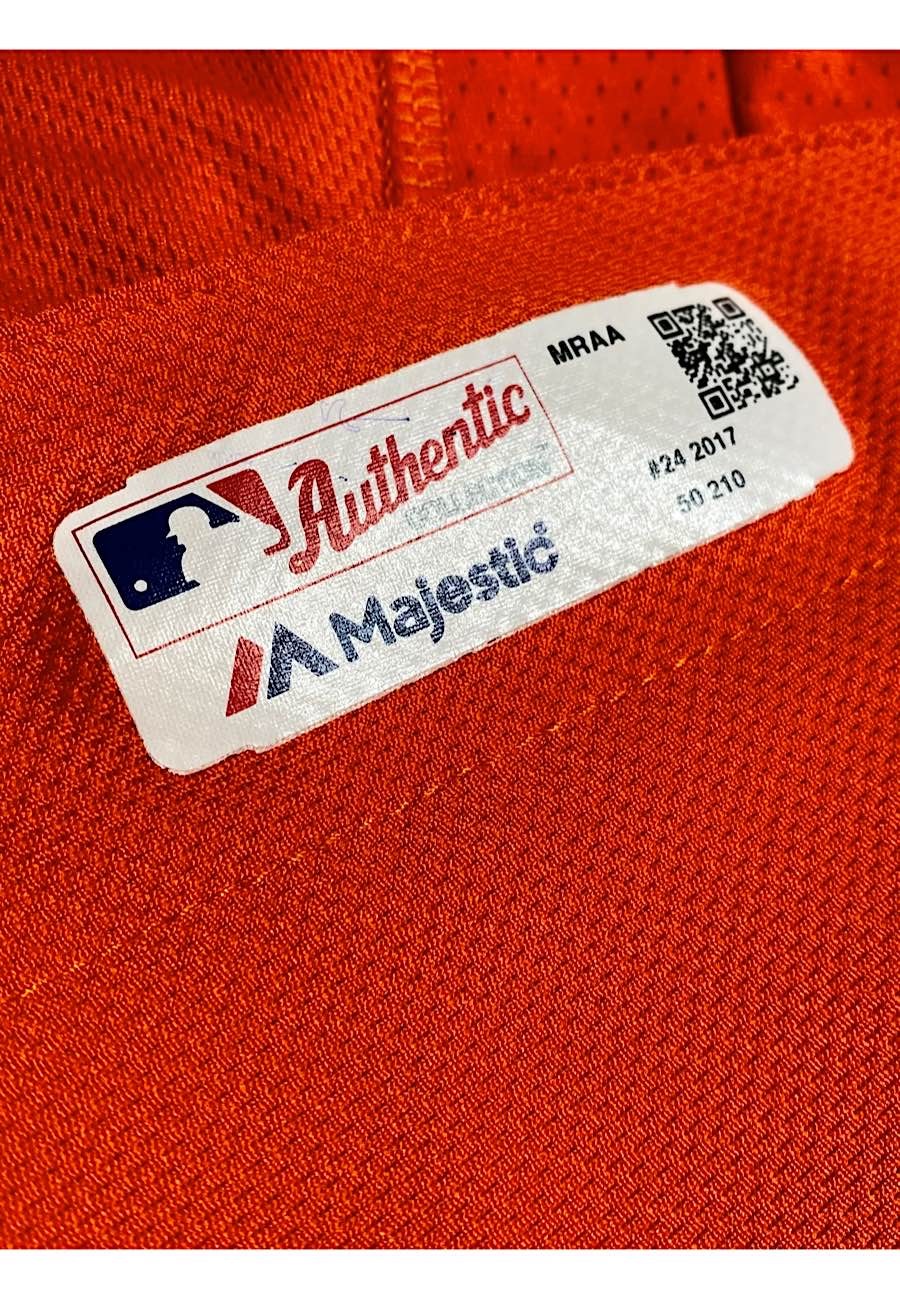 Authentic
COLLECTION
Majestic
MRAA
#24 2017
50 210